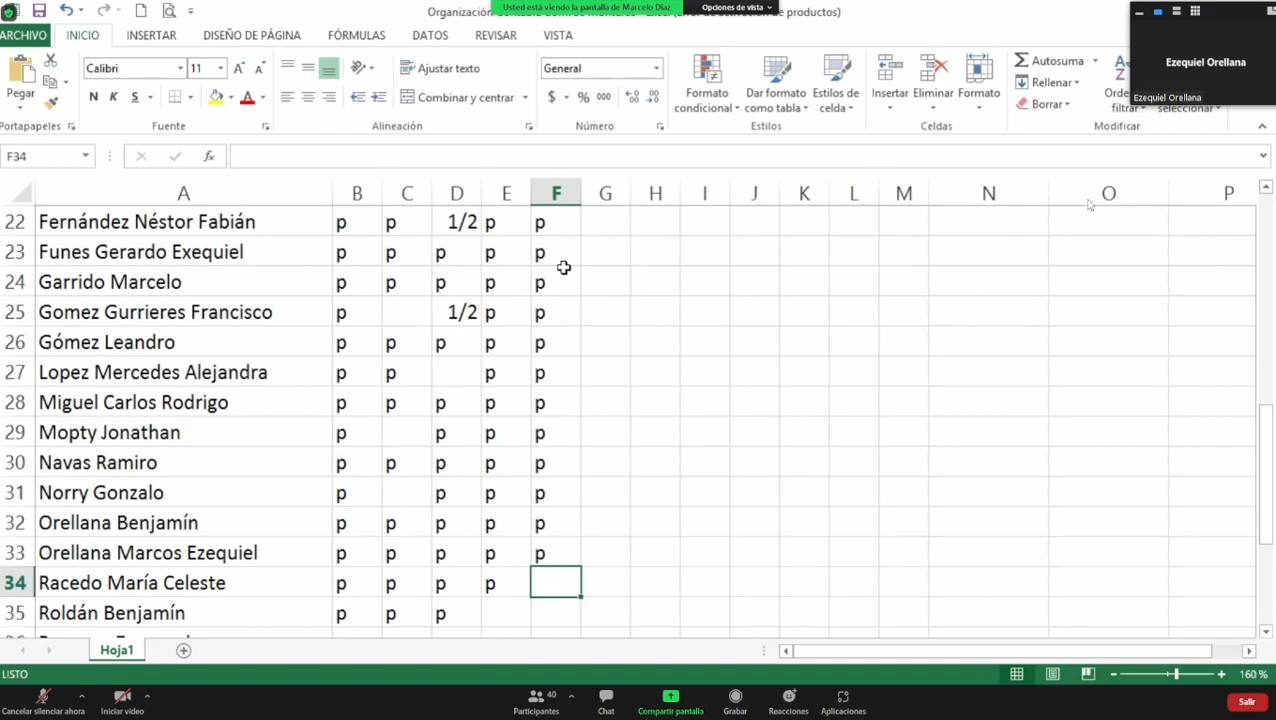 Usted está viendo la pantalla de Marcelo Díaz
Opciones de vista
ARCHIVO INICIO INSERTAR DISEÑO DE PÁGINA FÓRMULAS DATOS REVISAR VISTA
Ezequiel Orellana
Ezequiel Orellana
Pegar
Calibri 11
N K S
Ajustar texto
Combinar y centrar
General
$ % 000
Formato condicional
Dar formato como tabla
Estilos de celda
Insertar
Eliminar
Formato
Autosuma
Rellenar
Borrar
Portapapeles Fuente Alineación Número Estilos Celdas Modificar
F34 fx
A B C D E F G H I J K L M N O P
22 Fernández Néstor Fabián p p 1/2 p p
23 Funes Gerardo Exequiel p p p p p
24 Garrido Marcelo p p p p p
25 Gomez Gurrieres Francisco p 1/2 p p
26 Gómez Leandro p p p p p
27 Lopez Mercedes Alejandra p p p p
28 Miguel Carlos Rodrigo p p p p p
29 Mopty Jonathan p p p p
30 Navas Ramiro p p p p p
31 Norry Gonzalo p p p p
32 Orellana Benjamín p p p p p
33 Orellana Marcos Ezequiel p p p p p
34 Racedo María Celeste p p p p
35 Roldán Benjamín p p p
Hoja1
LISTO 160 %
Cancelar silenciar ahora
Iniciar video
Participantes 40
Chat
Compartir pantalla
Grabar
Reacciones
Aplicaciones
Salir